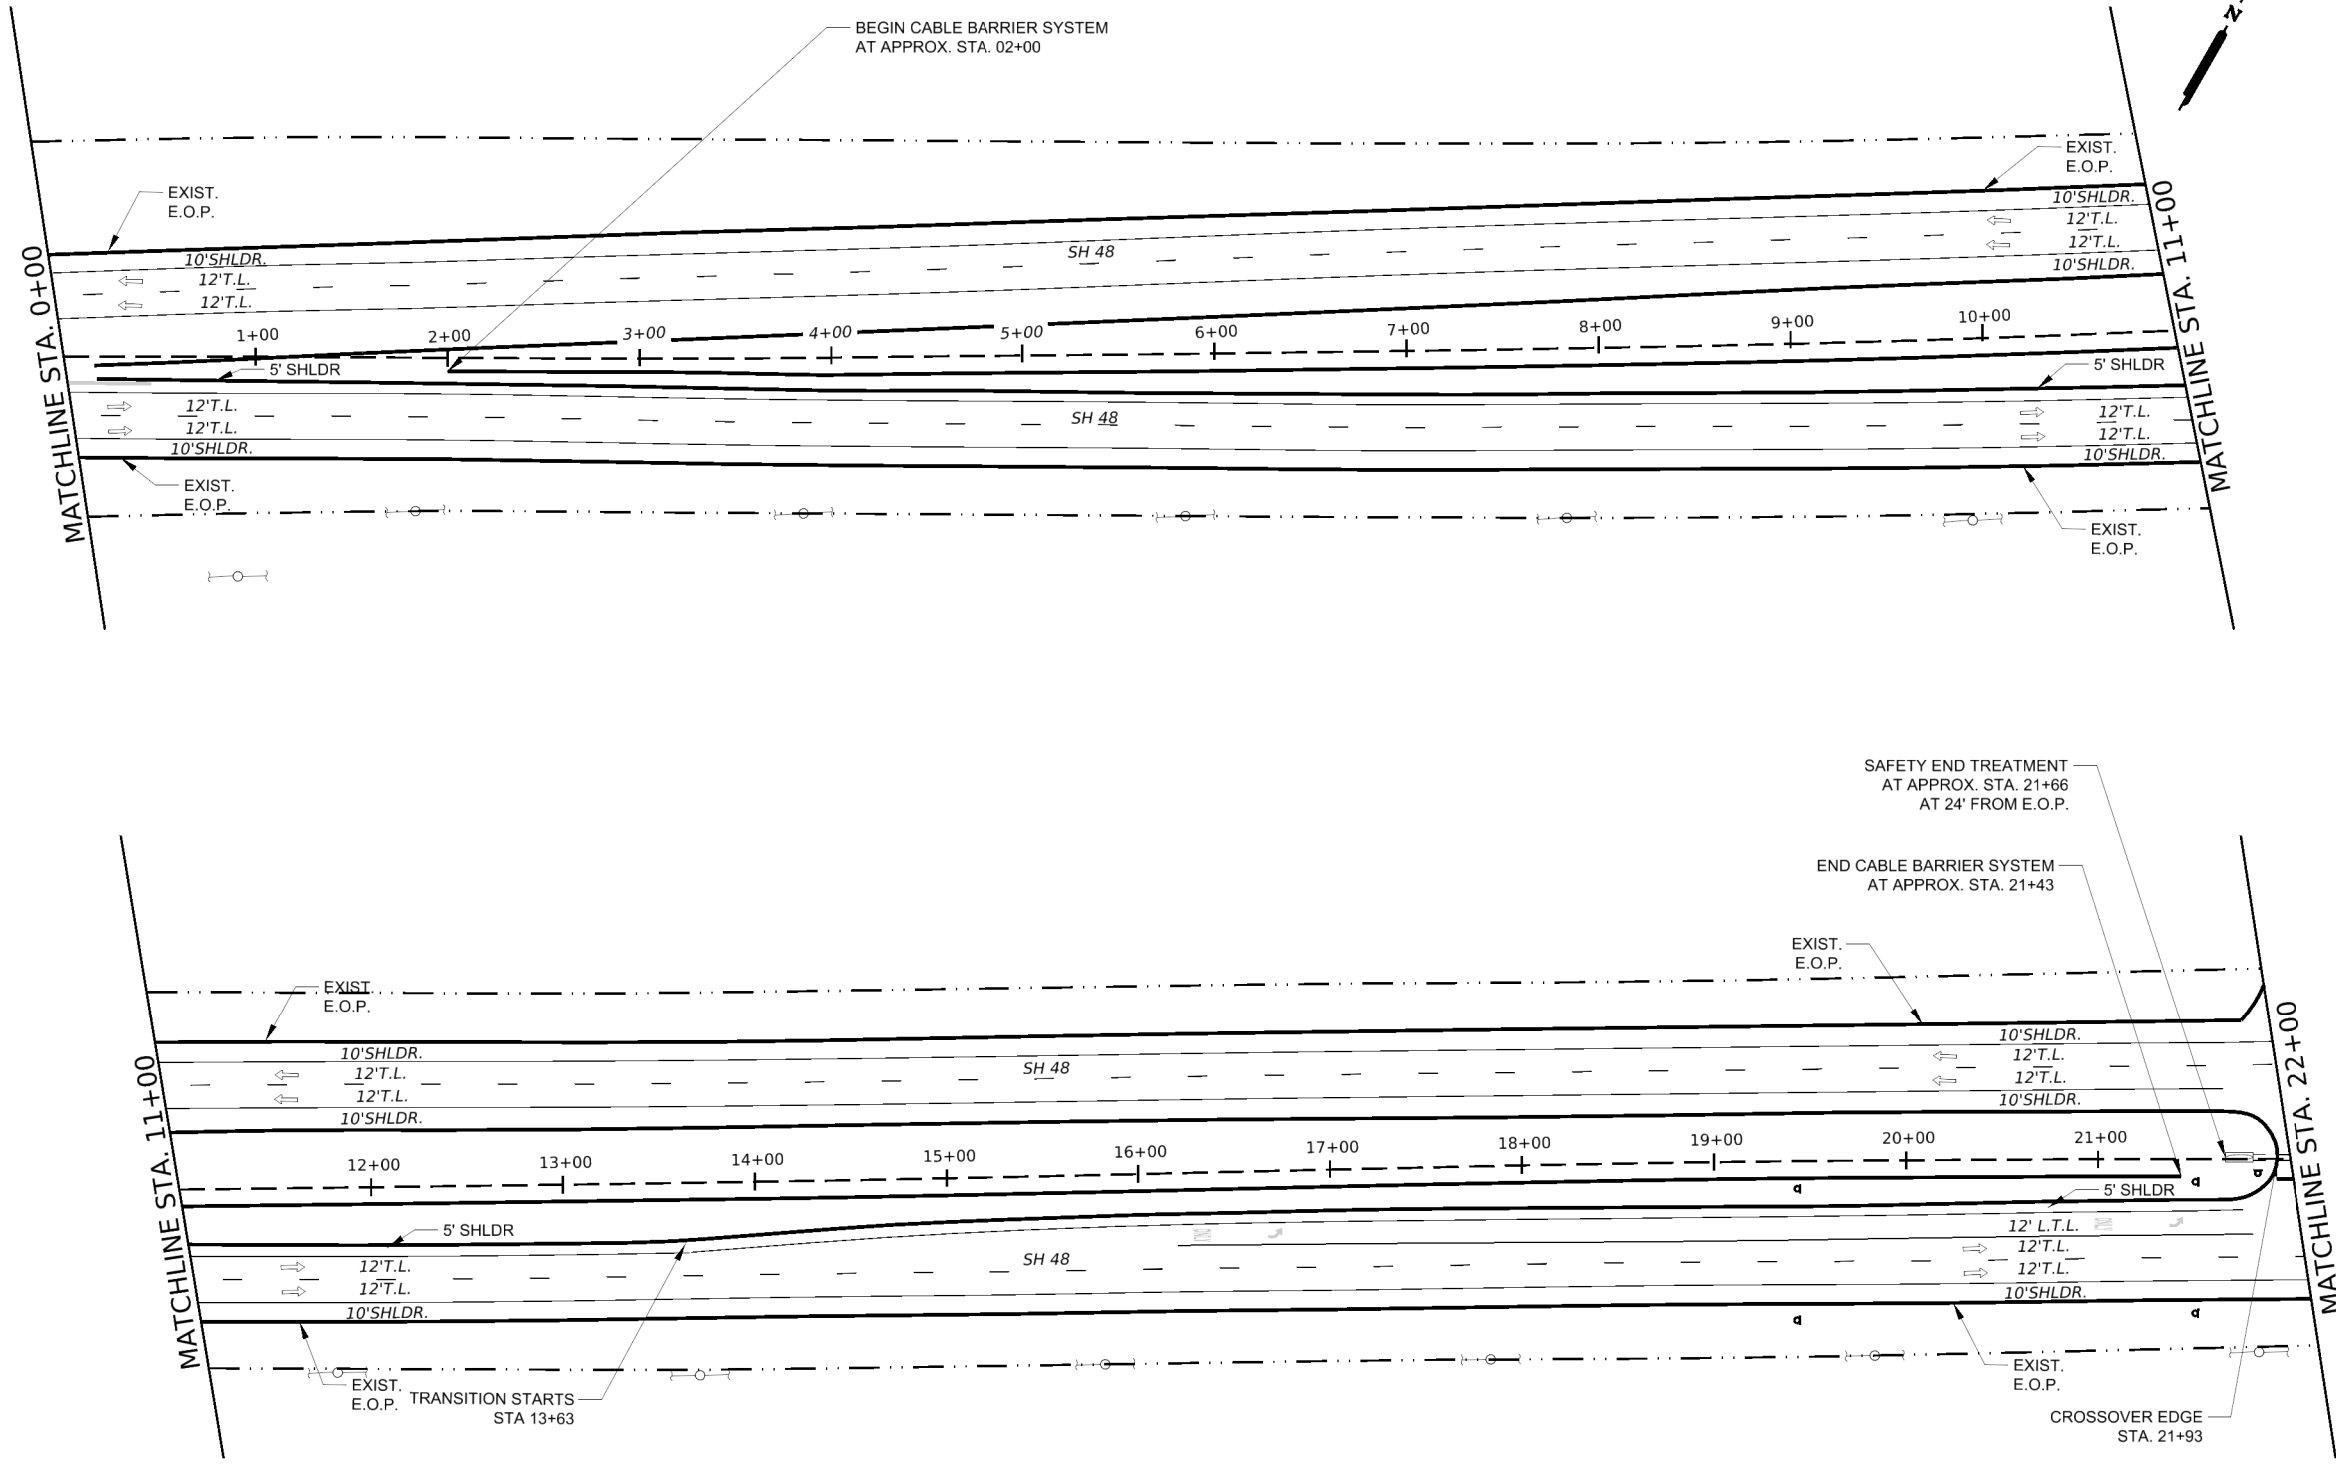 N
BEGIN CABLE BARRIER SYSTEM
AT APPROX. STA. 02+00
EXIST.
E.O.P.
EXIST.
E.O.P.
MATCHLINE STA. 0+00
MATCHLINE STA. 11+00
10'SHLDR.
12'T.L.
12'T.L.
SH 48
10'SHLDR.
12'T.L.
12'T.L.
10'SHLDR.
1+00
2+00
3+00
4+00
5+00
6+00
7+00
8+00
9+00
10+00
5' SHLDR
5' SHLDR
12'T.L.
12'T.L.
10'SHLDR.
SH 48
12'T.L.
12'T.L.
10'SHLDR.
EXIST.
E.O.P.
EXIST.
E.O.P.
SAFETY END TREATMENT
AT APPROX. STA. 21+66
AT 24' FROM E.O.P.
END CABLE BARRIER SYSTEM
AT APPROX. STA. 21+43
EXIST.
E.O.P.
EXIST.
E.O.P.
MATCHLINE STA. 11+00
MATCHLINE STA. 22+00
10'SHLDR.
12'T.L.
12'T.L.
10'SHLDR.
SH 48
10'SHLDR.
12'T.L.
12'T.L.
10'SHLDR.
12+00
13+00
14+00
15+00
16+00
17+00
18+00
19+00
20+00
21+00
5' SHLDR
5' SHLDR
12' L.T.L.
12'T.L.
12'T.L.
10'SHLDR.
SH 48
12'T.L.
12'T.L.
10'SHLDR.
EXIST.
E.O.P.
TRANSITION STARTS
STA 13+63
EXIST.
E.O.P.
CROSSOVER EDGE
STA. 21+93